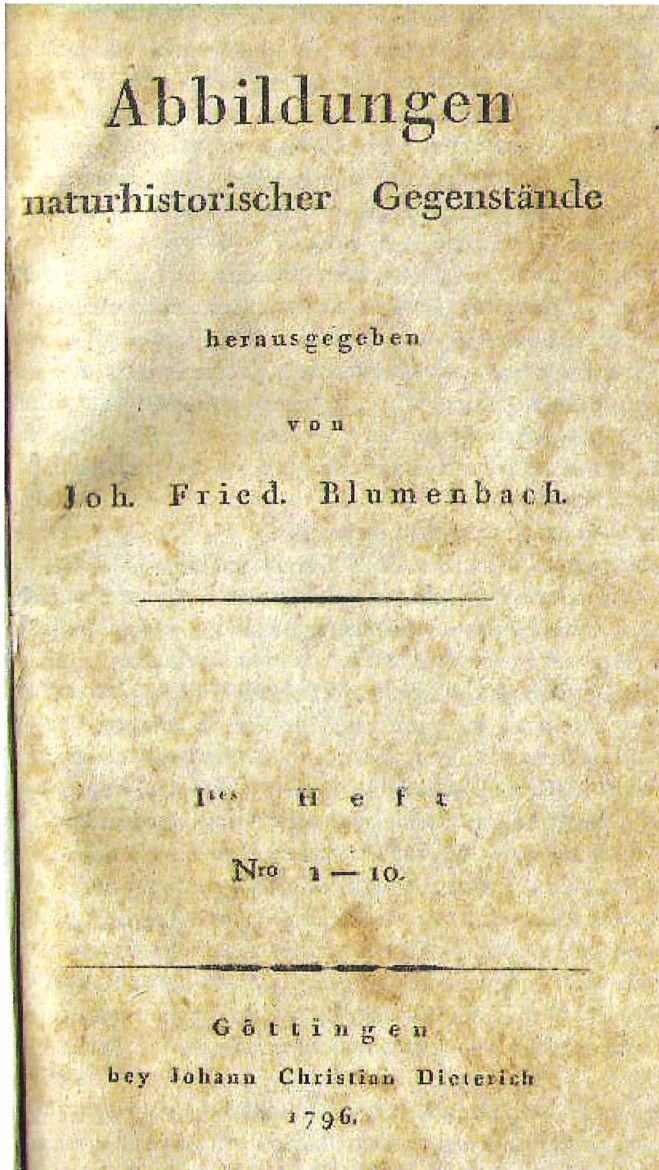 Abbildungen
naturhistorischer Gegenstände
herausgegeben
von
Joh. Fried. Blumenbach.
Ites Heft
Nro 1 — 10.
Göttingen
bey Johann Christian Dieterich
1796.